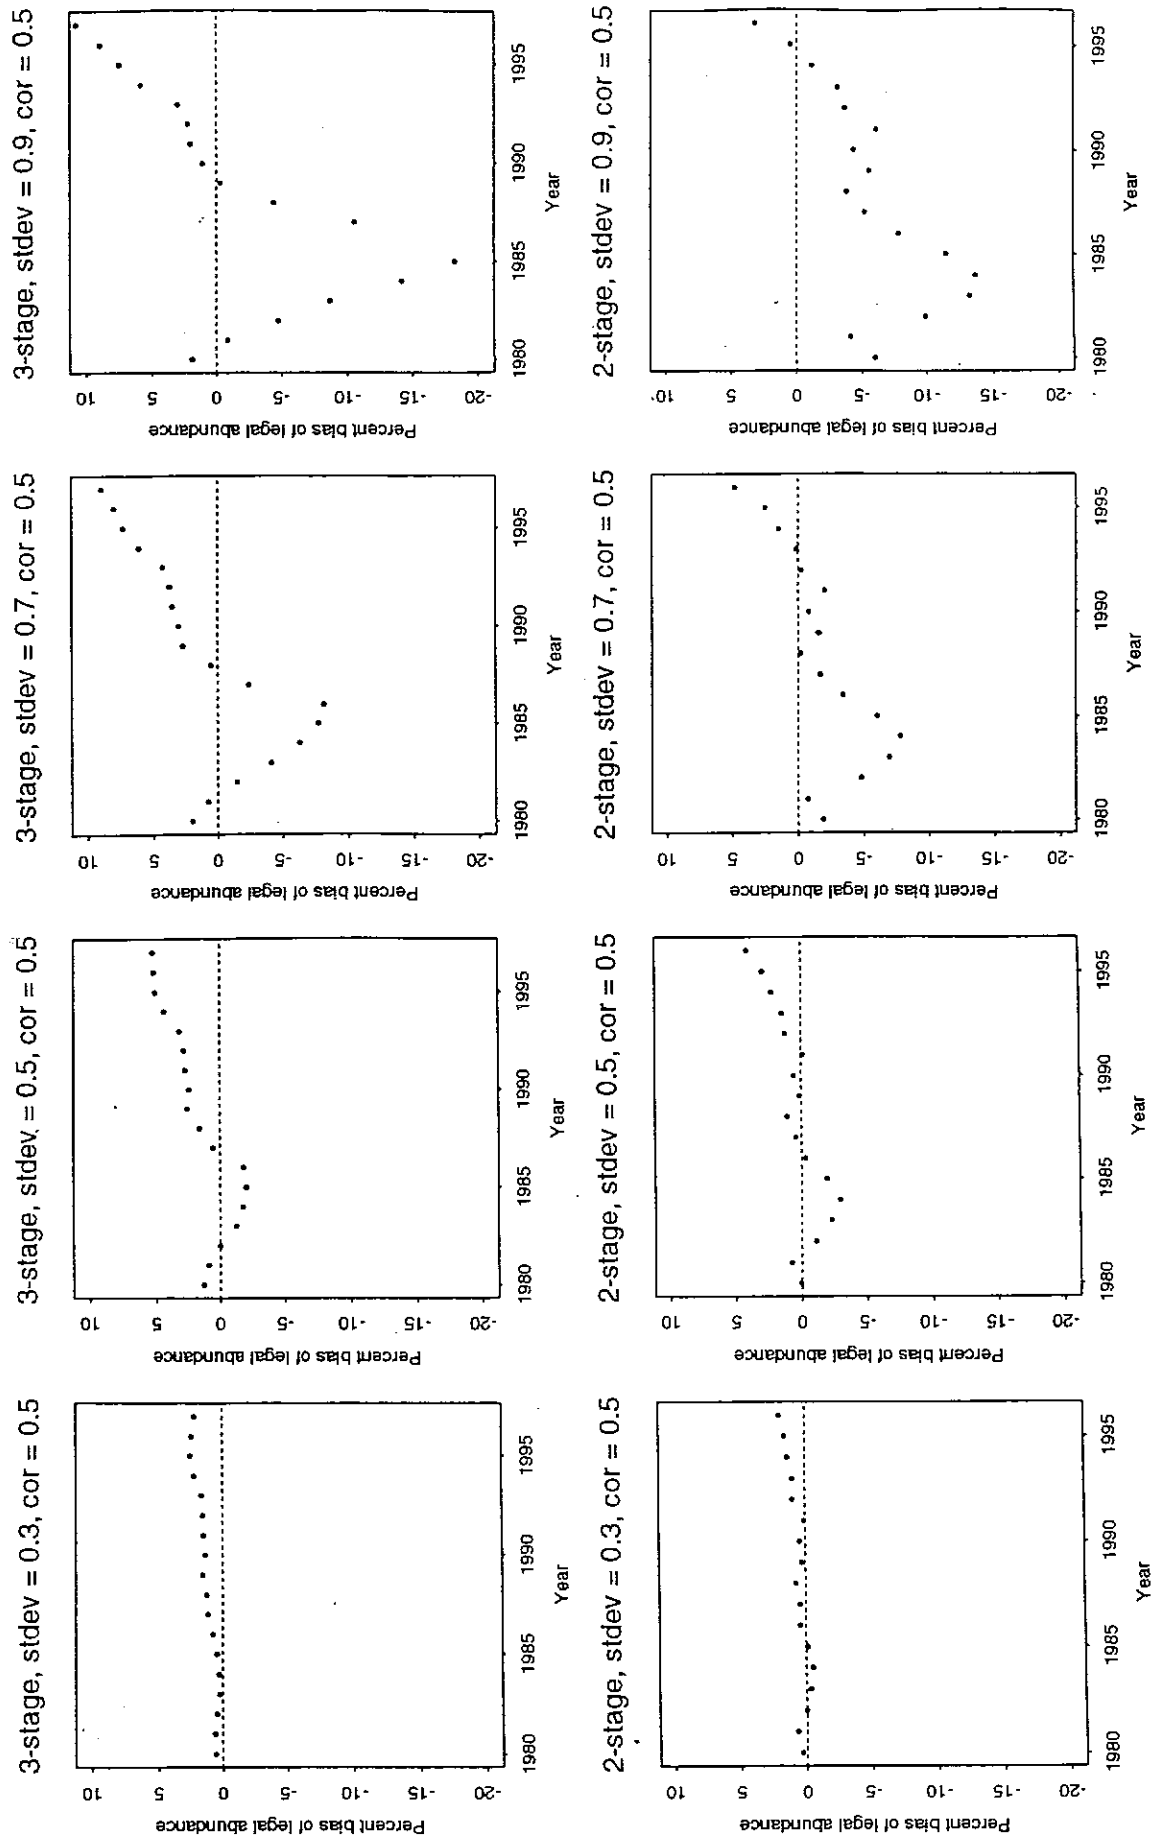 3-stage, stdev = 0.3, cor = 0.5
Percent bias of legal abundance
10
5
0
-5
-10
-15
-20
1980 1985 1990 1995
Year
3-stage, stdev = 0.5, cor = 0.5
Percent bias of legal abundance
10
5
0
-5
-10
-15
-20
1980 1985 1990 1995
Year
3-stage, stdev = 0.7, cor = 0.5
Percent bias of legal abundance
10
5
0
-5
-10
-15
-20
1980 1985 1990 1995
Year
3-stage, stdev = 0.9, cor = 0.5
Percent bias of legal abundance
10
5
0
-5
-10
-15
-20
1980 1985 1990 1995
Year
2-stage, stdev = 0.3, cor = 0.5
Percent bias of legal abundance
10
5
0
-5
-10
-15
-20
1980 1985 1990 1995
Year
2-stage, stdev = 0.5, cor = 0.5
Percent bias of legal abundance
10
5
0
-5
-10
-15
-20
1980 1985 1990 1995
Year
2-stage, stdev = 0.7, cor = 0.5
Percent bias of legal abundance
10
5
0
-5
-10
-15
-20
1980 1985 1990 1995
Year
2-stage, stdev = 0.9, cor = 0.5
Percent bias of legal abundance
10
5
0
-5
-10
-15
-20
1980 1985 1990 1995
Year